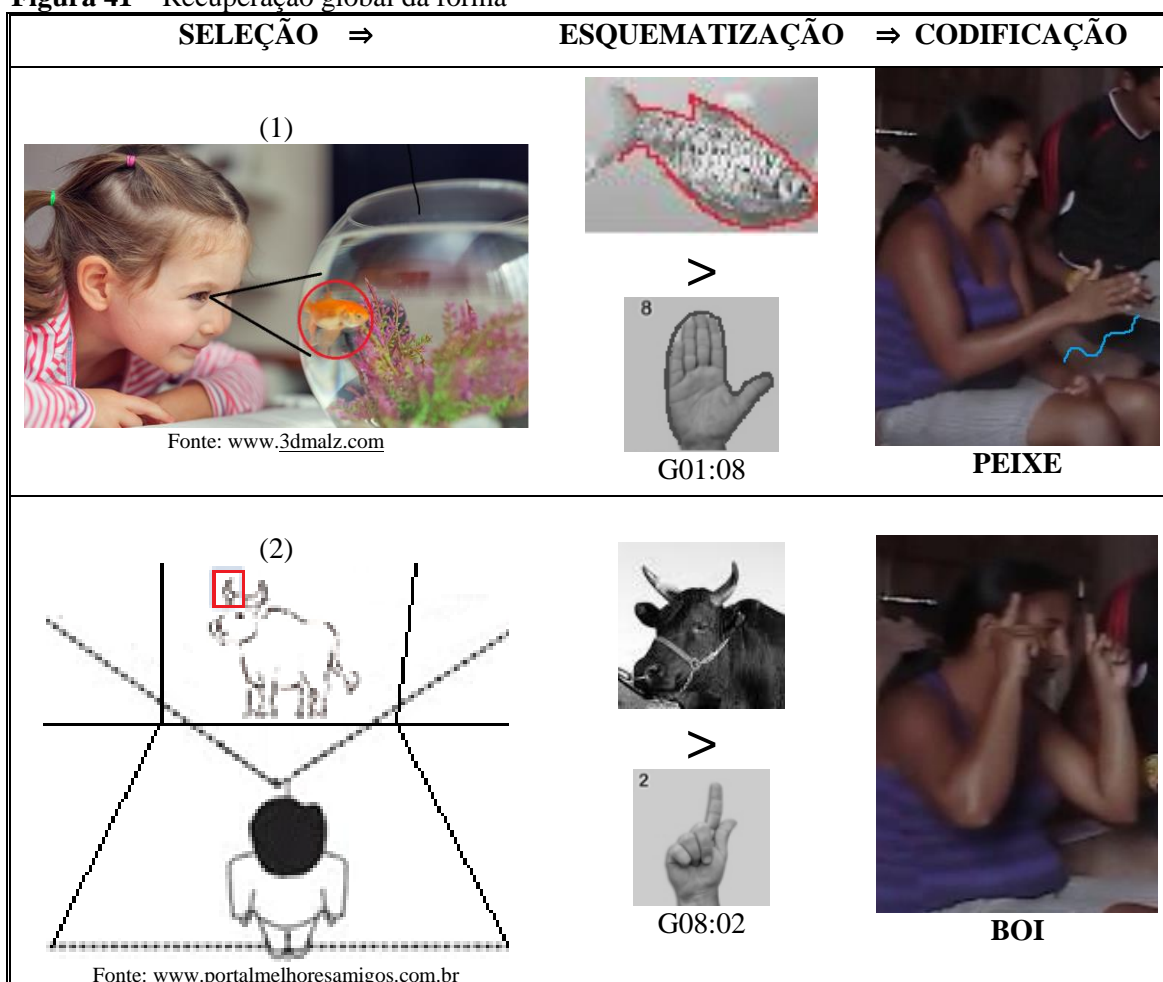 Figura 41 – Recuperação global da forma
SELEÇÃO ⇒ ESQUEMATIZAÇÃO ⇒ CODIFICAÇÃO
(1)
Fonte: www.3dmalz.com
>
8
G01:08
PEIXE
(2)
Fonte: www.portalmelhoresamigos.com.br
>
2
G08:02
BOI